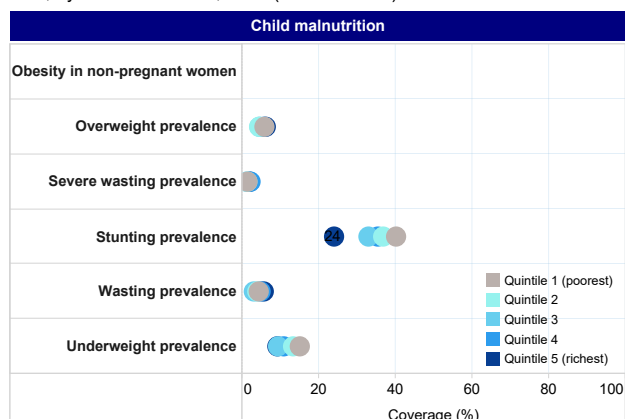 Child malnutrition
Obesity in non-pregnant women
Overweight prevalence
Severe wasting prevalence
Stunting prevalence
24
Wasting prevalence
Underweight prevalence
Quintile 1 (poorest)
Quintile 2
Quintile 3
Quintile 4
Quintile 5 (richest)
0 20 40 60 80 100
Coverage (%)